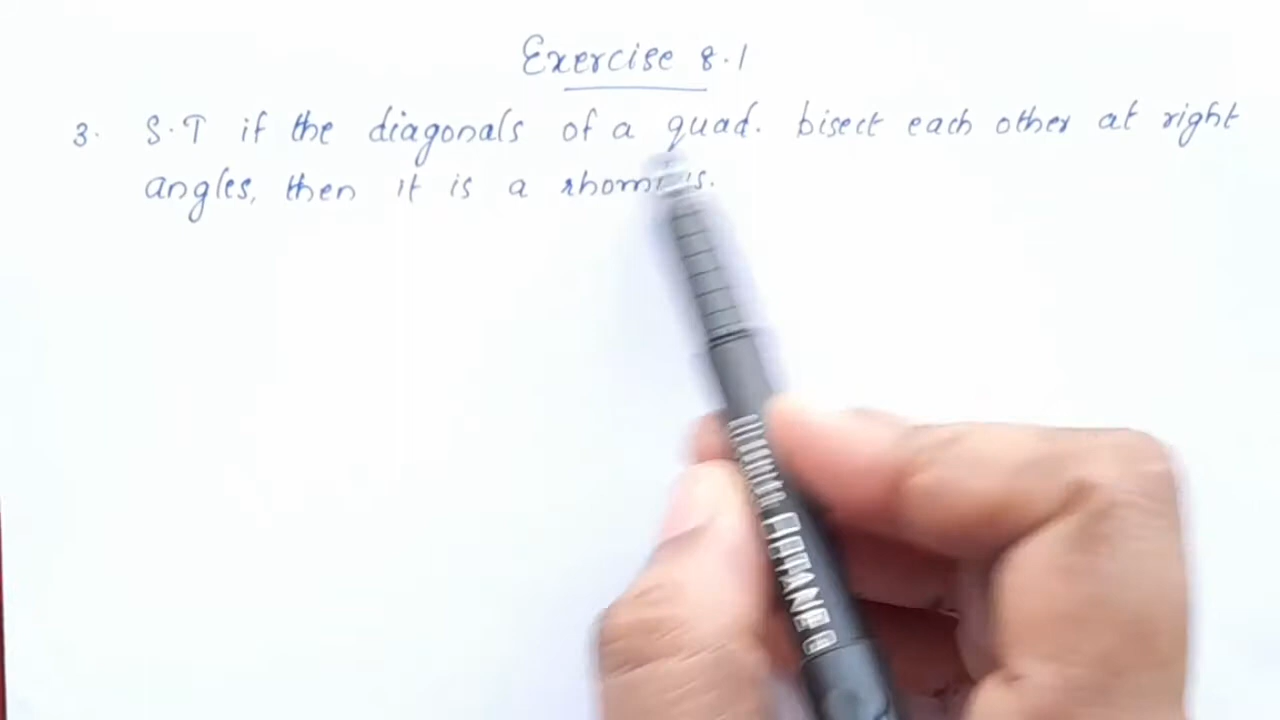 Exercise 8.1
3. S.T if the diagonals of a quad. bisect each other at right
angles, then it is a